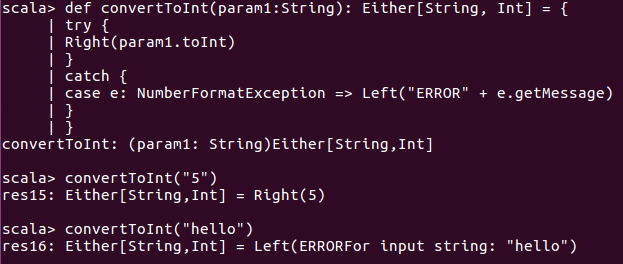 scala> def convertToInt(param1:String): Either[String, Int] = {
     | try {
     | Right(param1.toInt)
     | }
     | catch {
     | case e: NumberFormatException => Left("ERROR" + e.getMessage)
     | }
     | }
convertToInt: (param1: String)Either[String,Int]
scala> convertToInt("5")
res15: Either[String,Int] = Right(5)
scala> convertToInt("hello")
res16: Either[String,Int] = Left(ERRORFor input string: "hello")